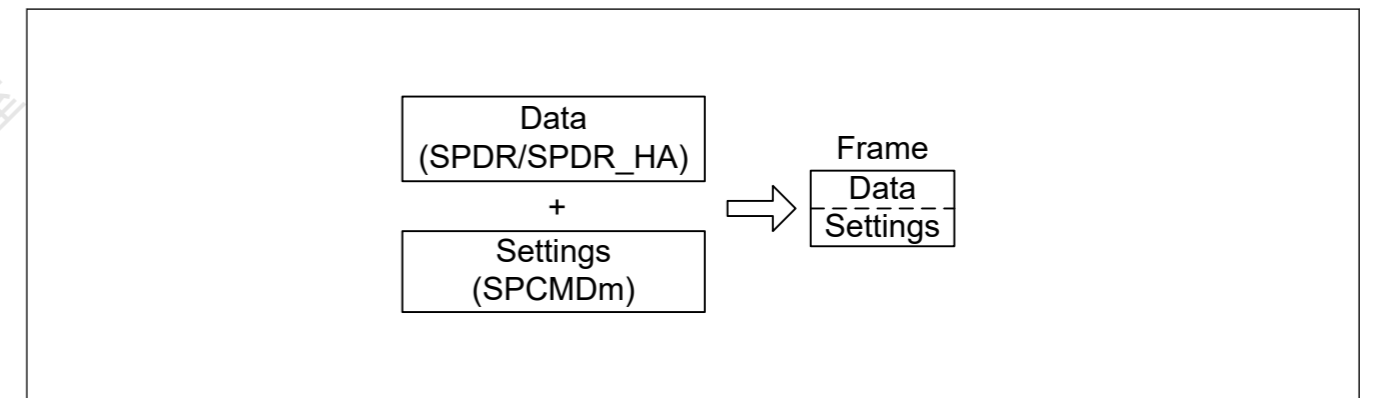 Data
(SPDR/SPDR_HA)
+
Settings
(SPCMDm)
Frame
Data
Settings